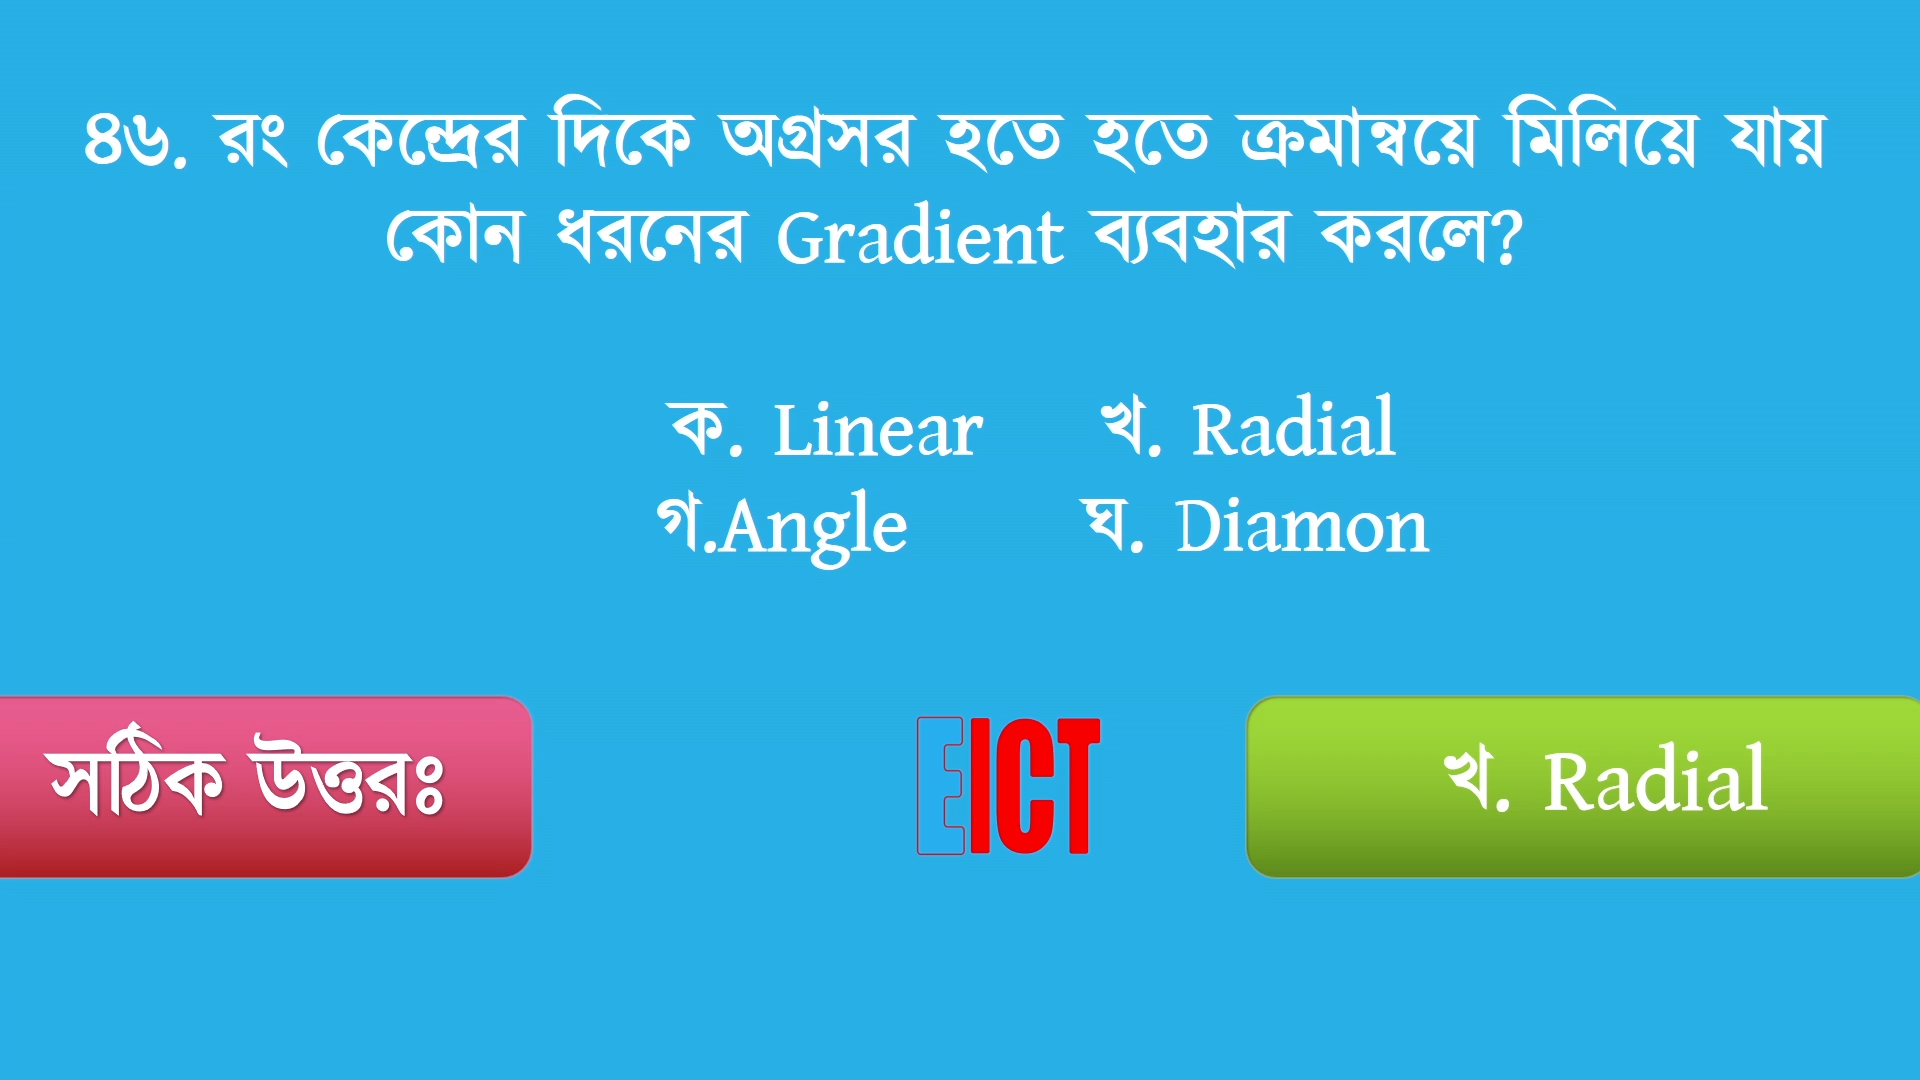 ৪৬. রং কেন্দ্রের দিকে অগ্রসর হতে হতে ক্রমান্বয়ে মিলিয়ে যায়
কোন ধরনের Gradient ব্যবহার করলে?
ক. Linear খ. Radial
গ.Angle ঘ. Diamon
সঠিক উত্তরঃ EICT খ. Radial